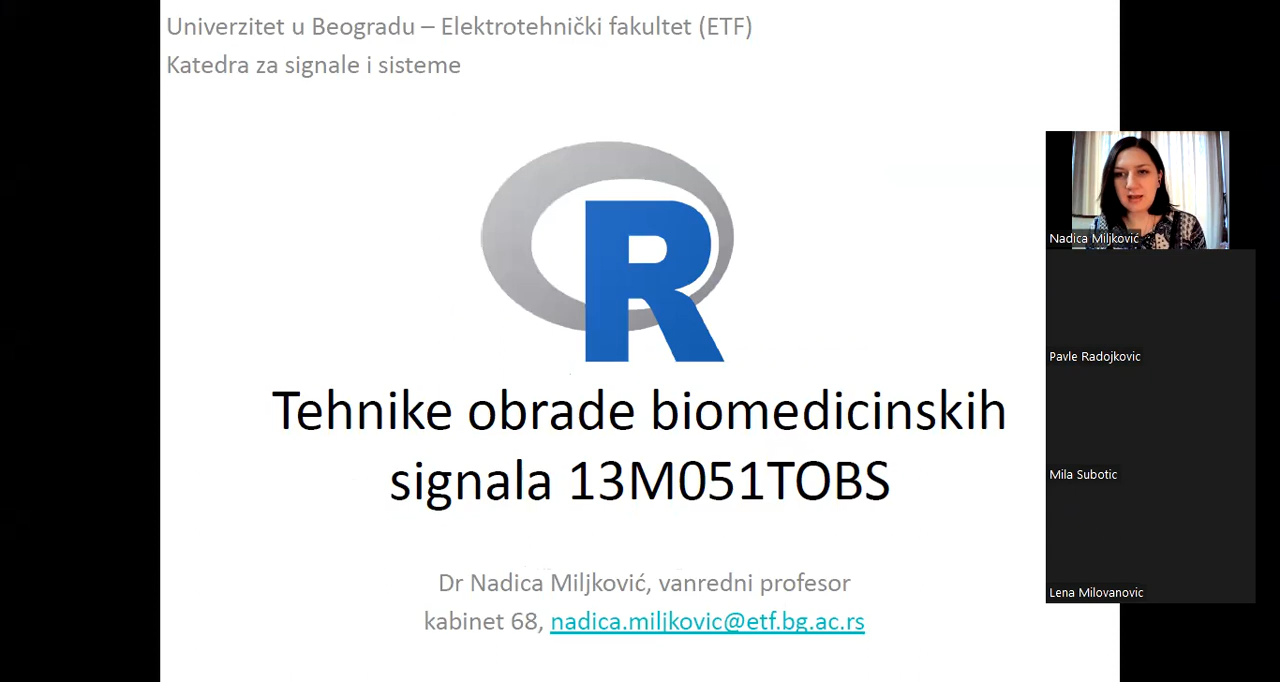 Univerzitet u Beogradu – Elektrotehnički fakultet (ETF)
Katedra za signale i sisteme
R
Tehnike obrade biomedicinskih
signala 13M051TOBS
Dr Nadica Miljković, vanredni profesor
kabinet 68, nadica.miljkovic@etf.bg.ac.rs
Nadica Miljković
Pavle Radojkovic
Mila Subotic
Lena Milovanovic